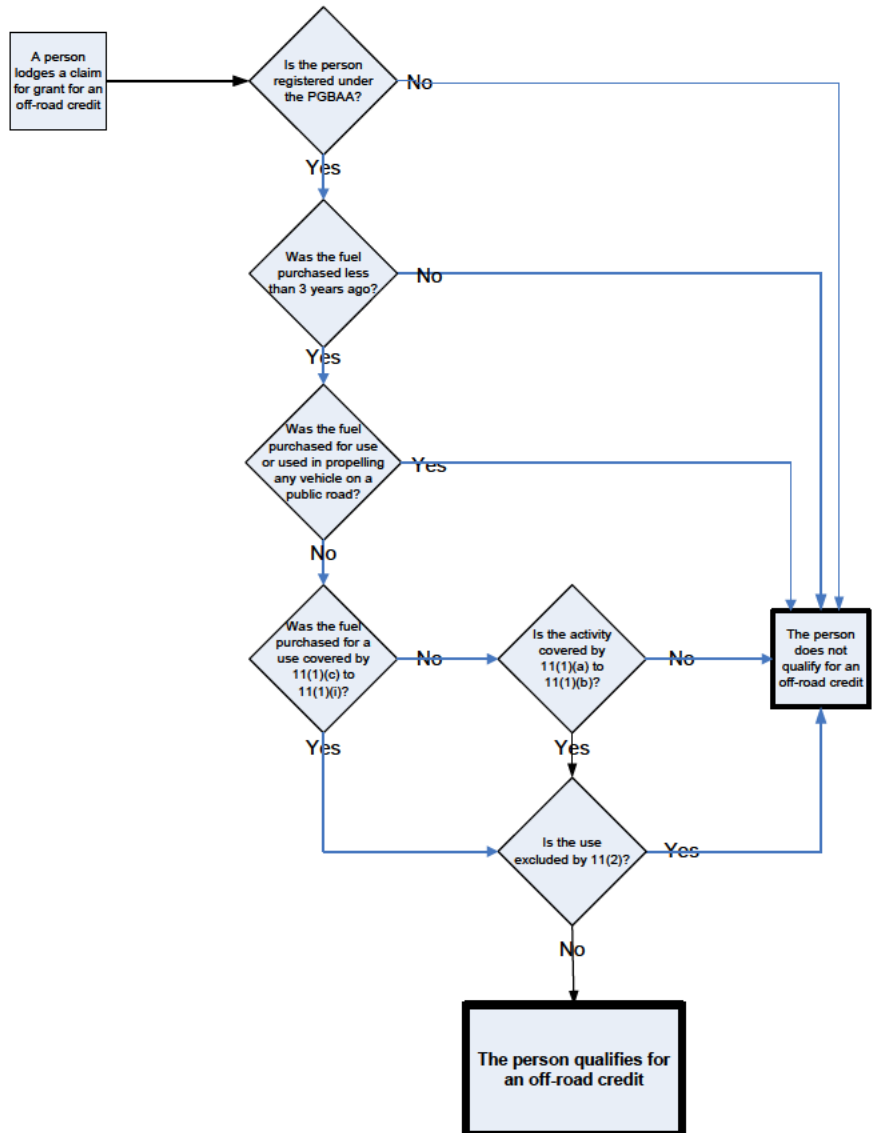 A person
lodges a claim
for grant for an
off-road credit
Is the person
registered under
the PGBAA?
No
Yes
Was the fuel
purchased less
than 3 years ago?
No
Yes
Was the fuel
purchased for use
or used in propelling
any vehicle on a
public road?
Yes
No
Was the fuel
purchased for a
use covered by
11(1)(c) to
11(1)(i)?
No
Yes
Is the activity
covered by
11(1)(a) to
11(1)(b)?
No
Yes
The person
does not
qualify for an
off-road credit
Is the use
excluded by 11(2)?
Yes
No
The person qualifies for
an off-road credit